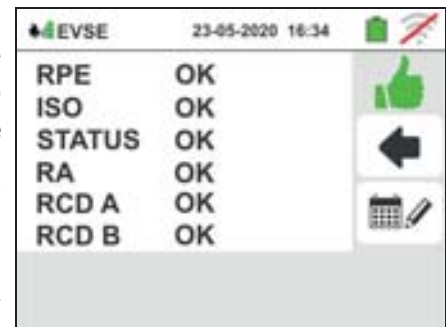 EVSE 23-05-2020 16:34
RPE OK
ISO OK
STATUS OK
RA OK
RCD A OK
RCD B OK